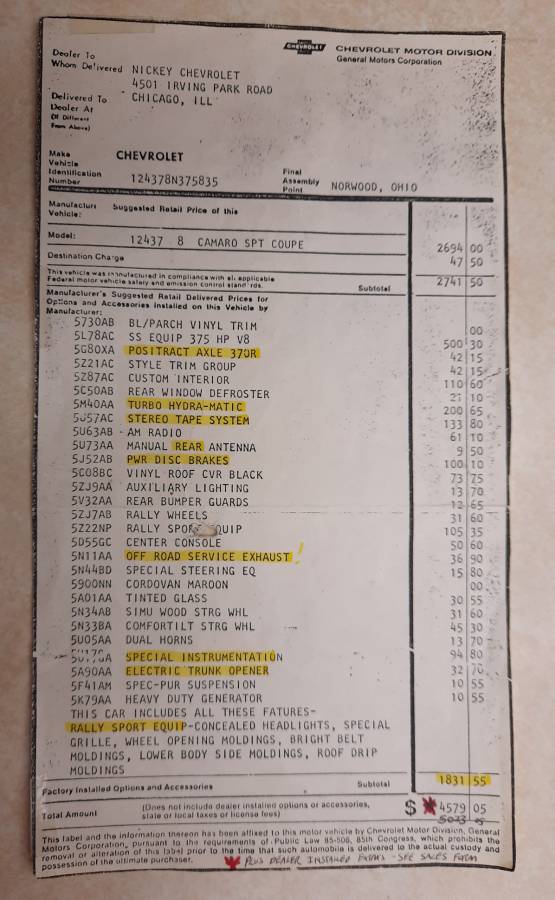 CHEVROLET
CHEVROLET MOTOR DIVISION
General Motors Corporation
Dealer To
Whom Delivered NICKEY CHEVROLET
4501 IRVING PARK ROAD
Delivered To CHICAGO, ILL
Dealer At
(If Different
From Above)
Make CHEVROLET
Vehicle
Identification
Number 124378N375835
Final
Assembly
Point NORWOOD, OHIO
Manufacturer Suggested Retail Price of this
Vehicle:
Model: 12437 8 CAMARO SPT COUPE 2694 00
Destination Charge 47 50
This vehicle was manufactured in compliance with all applicable
Federal motor vehicle safety and emission control standards. Subtotal 2741 50
Manufacturer's Suggested Retail Delivered Prices for
Options and Accessories Installed on this Vehicle by
Manufacturer:
5730AB BL/PARCH VINYL TRIM 00
5L78AC SS EQUIP 375 HP V8 500 30
5G80XA POSITRACT AXLE 370R 42 15
5Z21AC STYLE TRIM GROUP 42 15
5Z87AC CUSTOM INTERIOR 110 60
5C50AB REAR WINDOW DEFROSTER 21 10
5M40AA TURBO HYDRA-MATIC 200 65
5U57AC STEREO TAPE SYSTEM 133 80
5U63AB AM RADIO 61 10
5U73AA MANUAL REAR ANTENNA 9 50
5J52AB PWR DISC BRAKES 100 10
5C08BC VINYL ROOF CVR BLACK 73 75
5ZJ9AA AUXILIARY LIGHTING 13 70
5V32AA REAR BUMPER GUARDS 12 65
5ZJ7AB RALLY WHEELS 31 60
5Z22NP RALLY SPORT EQUIP 105 35
5D55GC CENTER CONSOLE 50 60
5N11AA OFF ROAD SERVICE EXHAUST ! 36 90
5N44BD SPECIAL STEERING EQ 15 80
5900NN CORDOVAN MAROON 00
5A01AA TINTED GLASS 30 55
5N34AB SIMU WOOD STRG WHL 31 60
5N33BA COMFORTILT STRG WHL 45 30
5U05AA DUAL HORNS 13 70
SPECIAL INSTRUMENTATION 94 80
5A90AA ELECTRIC TRUNK OPENER 32 70
5F41AM SPEC-PUR SUSPENSION 10 55
5K79AA HEAVY DUTY GENERATOR 10 55
THIS CAR INCLUDES ALL THESE FATURES-
RALLY SPORT EQUIP-CONCEALED HEADLIGHTS, SPECIAL
GRILLE, WHEEL OPENING MOLDINGS, BRIGHT BELT
MOLDINGS, LOWER BODY SIDE MOLDINGS, ROOF DRIP
MOLDINGS
Factory Installed Options and Accessories Subtotal 1831 55
Total Amount (Does not include dealer installed options or accessories,
state or local taxes or license fees) $ 4579 05
This label and the information thereon has been affixed to this motor vehicle by Chevrolet Motor Division, General
Motors Corporation, pursuant to the requirements of Public Law 85-506, 85th Congress, which prohibits the
removal or alteration of this label prior to the time that such automobile is delivered to the actual custody and
possession of the ultimate purchaser. PLUS DEALER INSTALLED ITEMS - SEE SALES FORM